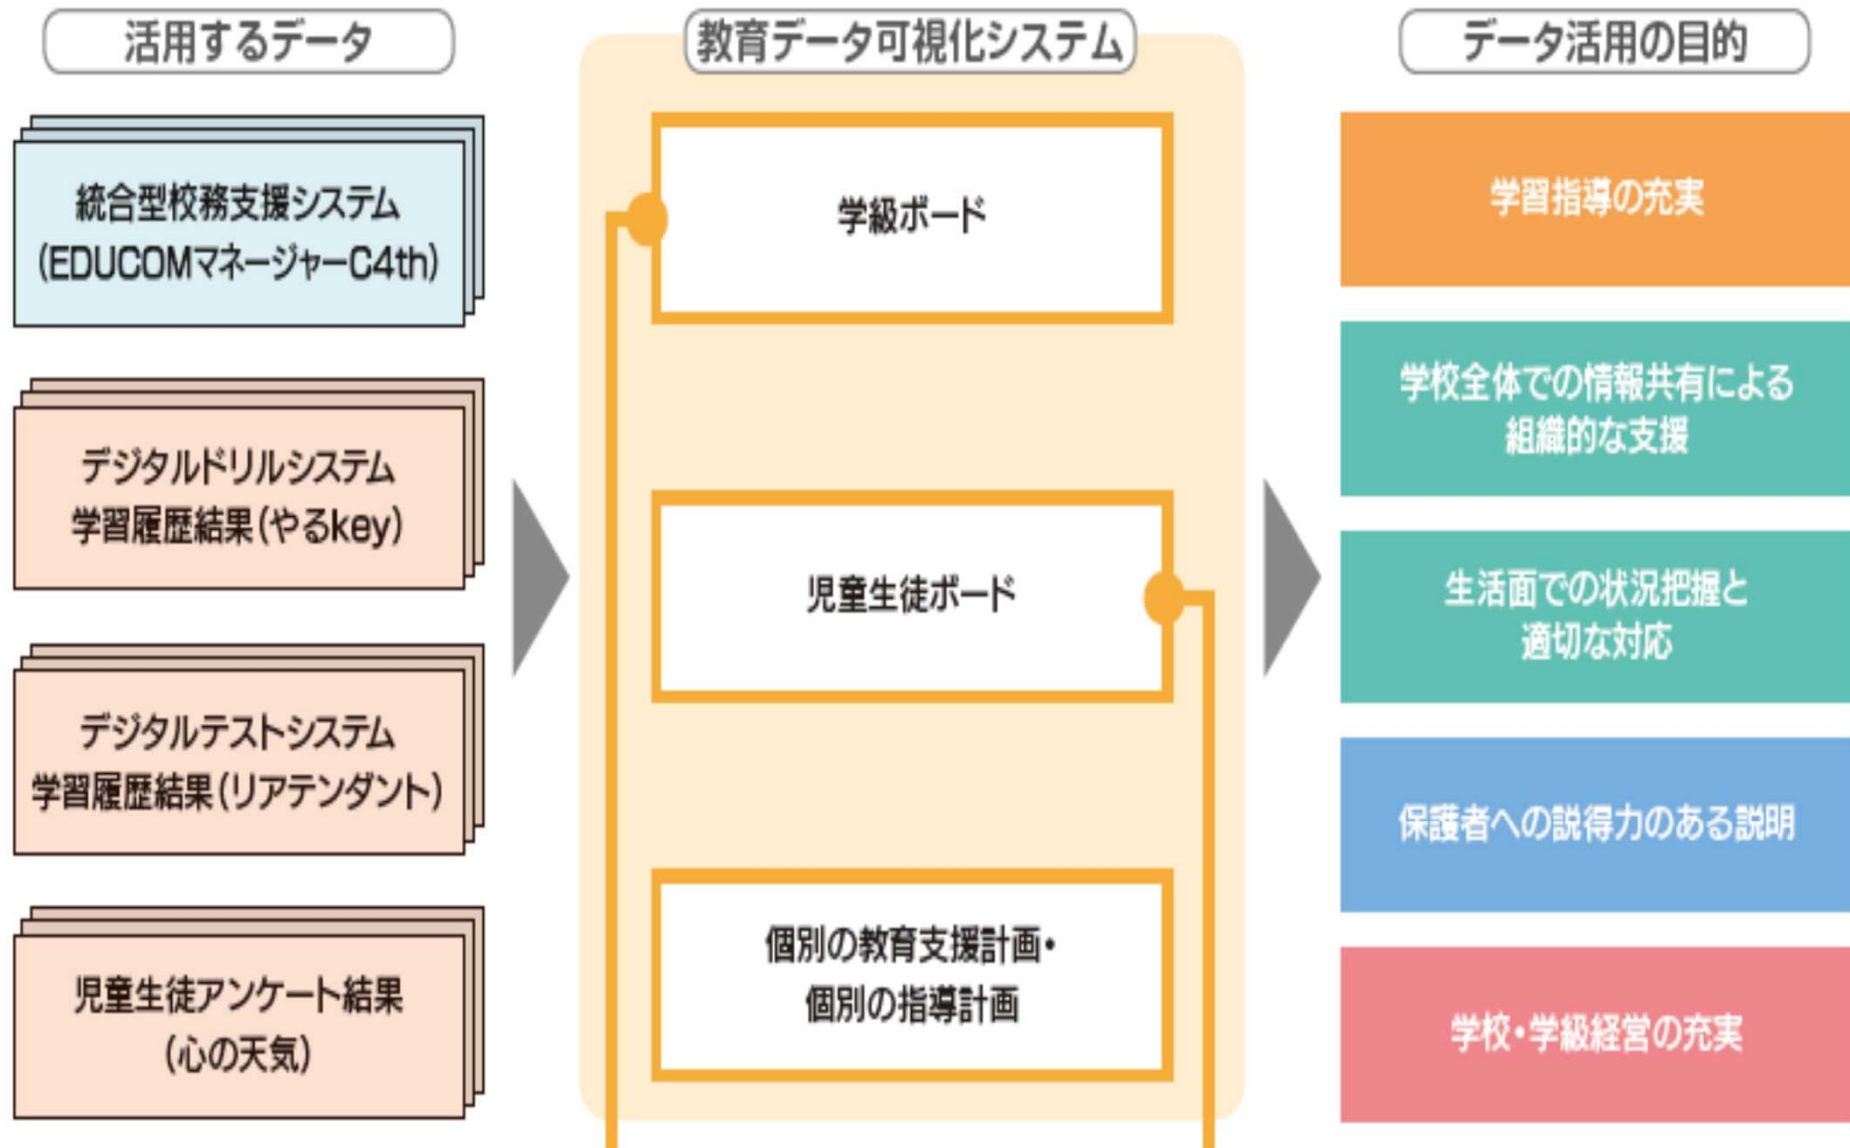 活用するデータ
統合型校務支援システム
(EDUCOMマネージャーC4th)
デジタルドリルシステム
学習履歴結果(やるkey)
デジタルテストシステム
学習履歴結果(リアテンダント)
児童生徒アンケート結果
(心の天気)
教育データ可視化システム
学級ボード
児童生徒ボード
個別の教育支援計画・
個別の指導計画
データ活用の目的
学習指導の充実
学校全体での情報共有による
組織的な支援
生活面での状況把握と
適切な対応
保護者への説得力のある説明
学校・学級経営の充実